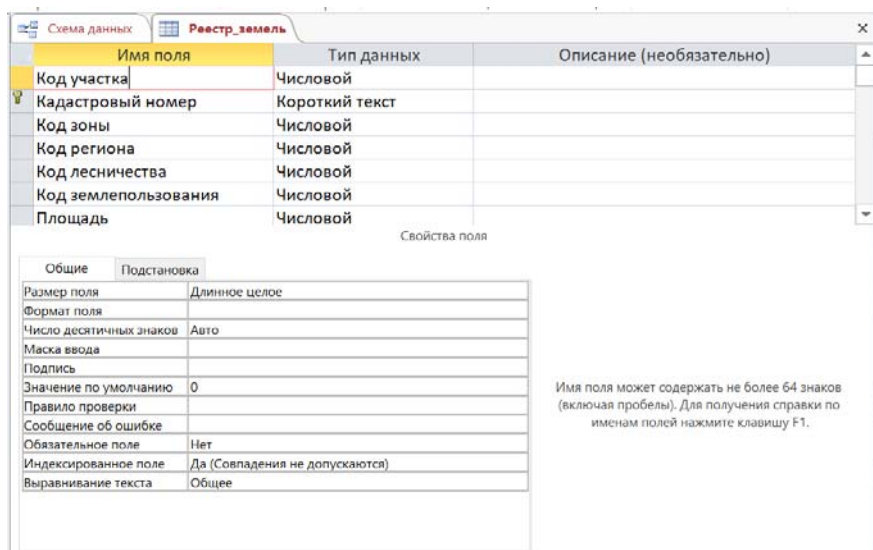 Схема данных Реестр_земель
Имя поля Тип данных Описание (необязательно)
Код участка Числовой
Кадастровый номер Короткий текст
Код зоны Числовой
Код региона Числовой
Код лесничества Числовой
Код землепользования Числовой
Площадь Числовой
Свойства поля
Общие Подстановка
Размер поля Длинное целое
Формат поля
Число десятичных знаков Авто
Маска ввода
Подпись
Значение по умолчанию 0
Правило проверки
Сообщение об ошибке
Обязательное поле Нет
Индексированное поле Да (Совпадения не допускаются)
Выравнивание текста Общее
Имя поля может содержать не более 64 знаков
(включая пробелы). Для получения справки по
именам полей нажмите клавишу F1.